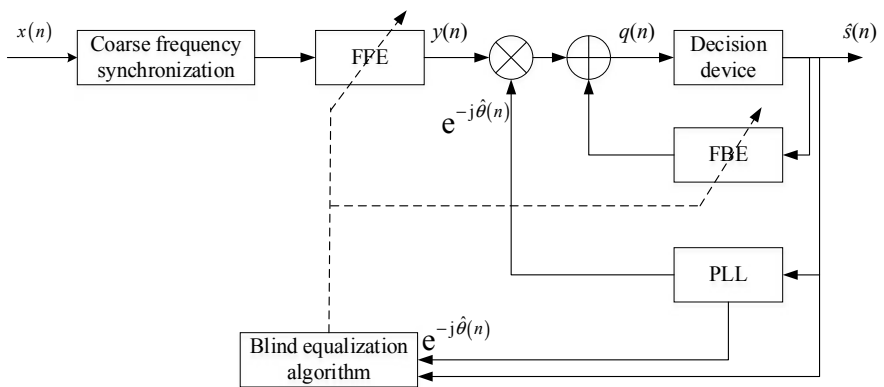 x(n)
Coarse frequency
synchronization
FFE
y(n)
q(n)
Decision
device
ŝ(n)
e^{-jθ̂(n)}
FBE
PLL
e^{-jθ̂(n)}
Blind equalization
algorithm